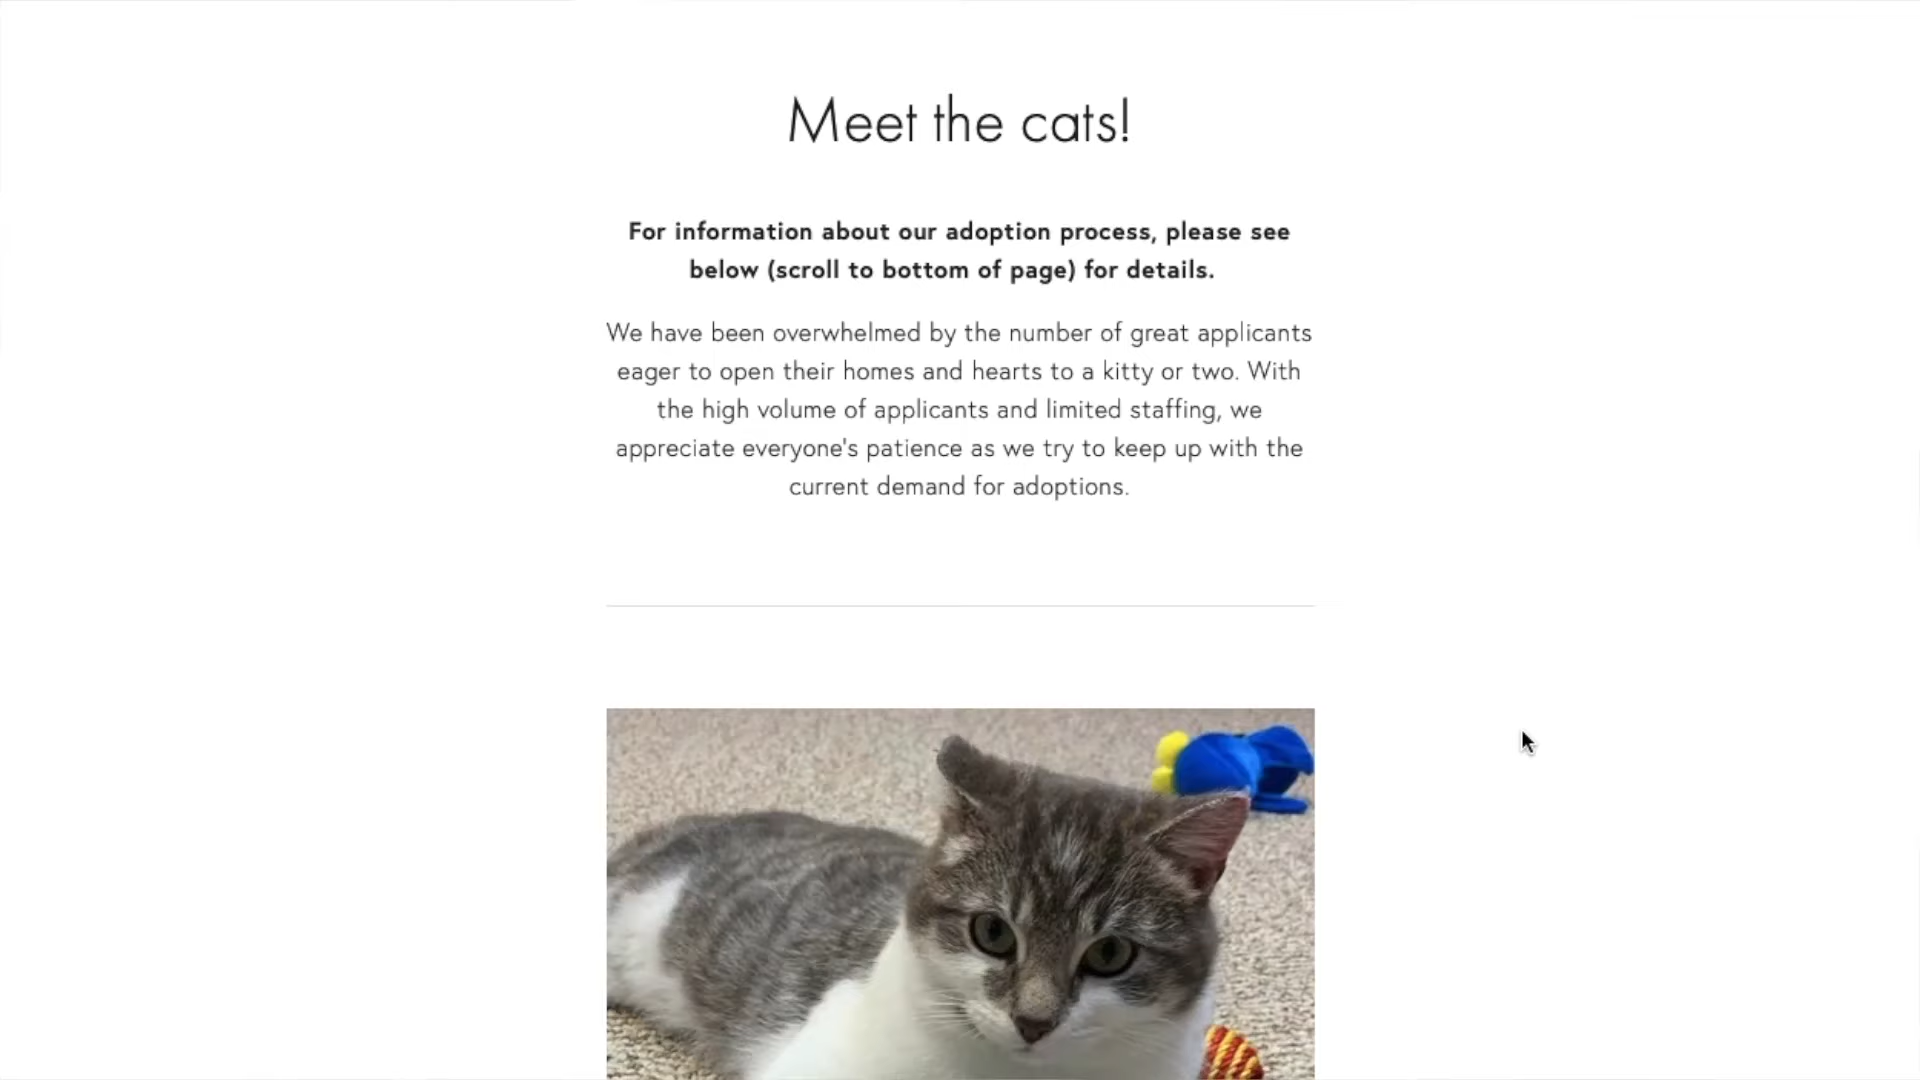 Meet the cats!
For information about our adoption process, please see
below (scroll to bottom of page) for details.
We have been overwhelmed by the number of great applicants
eager to open their homes and hearts to a kitty or two. With
the high volume of applicants and limited staffing, we
appreciate everyone's patience as we try to keep up with the
current demand for adoptions.